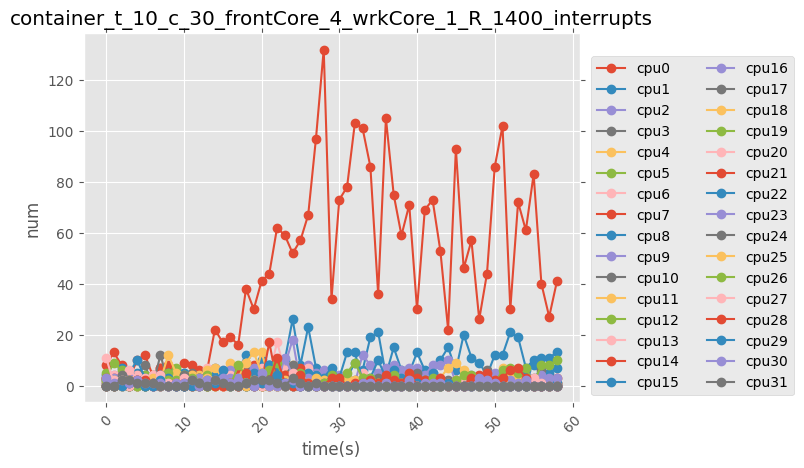 container_t_10_c_30_frontCore_4_wrkCore_1_R_1400_interrupts
num
120
100
80
60
40
20
0
0
10
20
30
40
50
60
time(s)
cpu0
cpu1
cpu2
cpu3
cpu4
cpu5
cpu6
cpu7
cpu8
cpu9
cpu10
cpu11
cpu12
cpu13
cpu14
cpu15
cpu16
cpu17
cpu18
cpu19
cpu20
cpu21
cpu22
cpu23
cpu24
cpu25
cpu26
cpu27
cpu28
cpu29
cpu30
cpu31